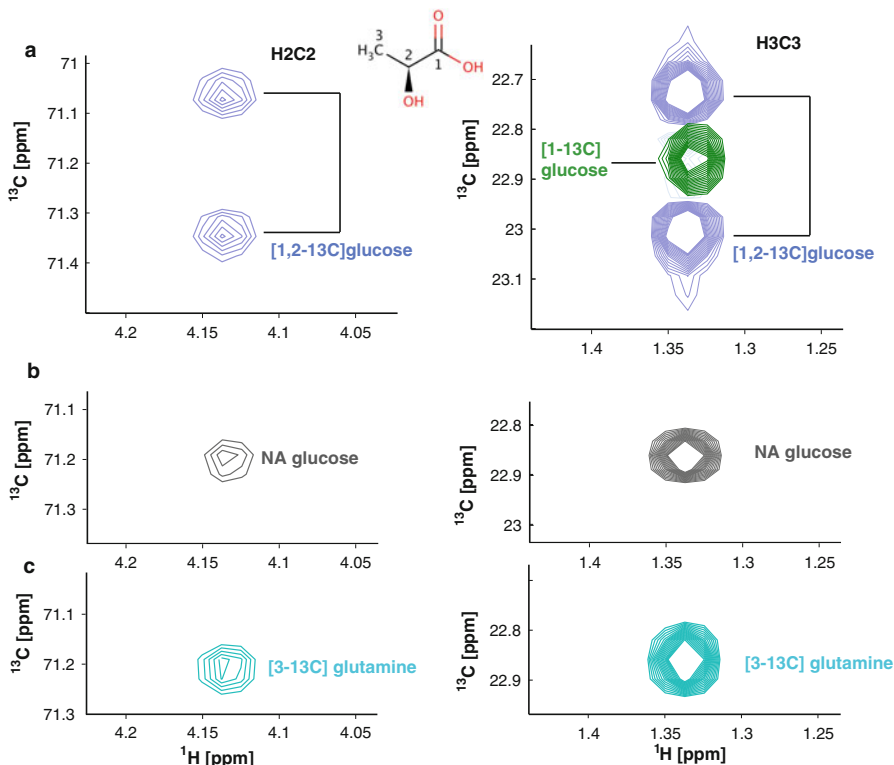 a
H2C2
71
71.1
71.2
71.3
71.4
¹³C [ppm]
[1,2-13C]glucose
4.2
4.15
4.1
4.05
3
H₃C
2
1
O
OH
OH
H3C3
22.7
22.8
22.9
23
23.1
¹³C [ppm]
[1-13C]
glucose
[1,2-13C]glucose
1.4
1.35
1.3
1.25
b
71.1
71.2
71.3
¹³C [ppm]
NA glucose
4.2
4.15
4.1
4.05
22.8
22.9
23
¹³C [ppm]
NA glucose
1.4
1.35
1.3
1.25
c
71.1
71.2
71.3
¹³C [ppm]
[3-13C] glutamine
4.2
4.15
4.1
4.05
¹H [ppm]
22.8
22.9
¹³C [ppm]
[3-13C] glutamine
1.4
1.35
1.3
1.25
¹H [ppm]